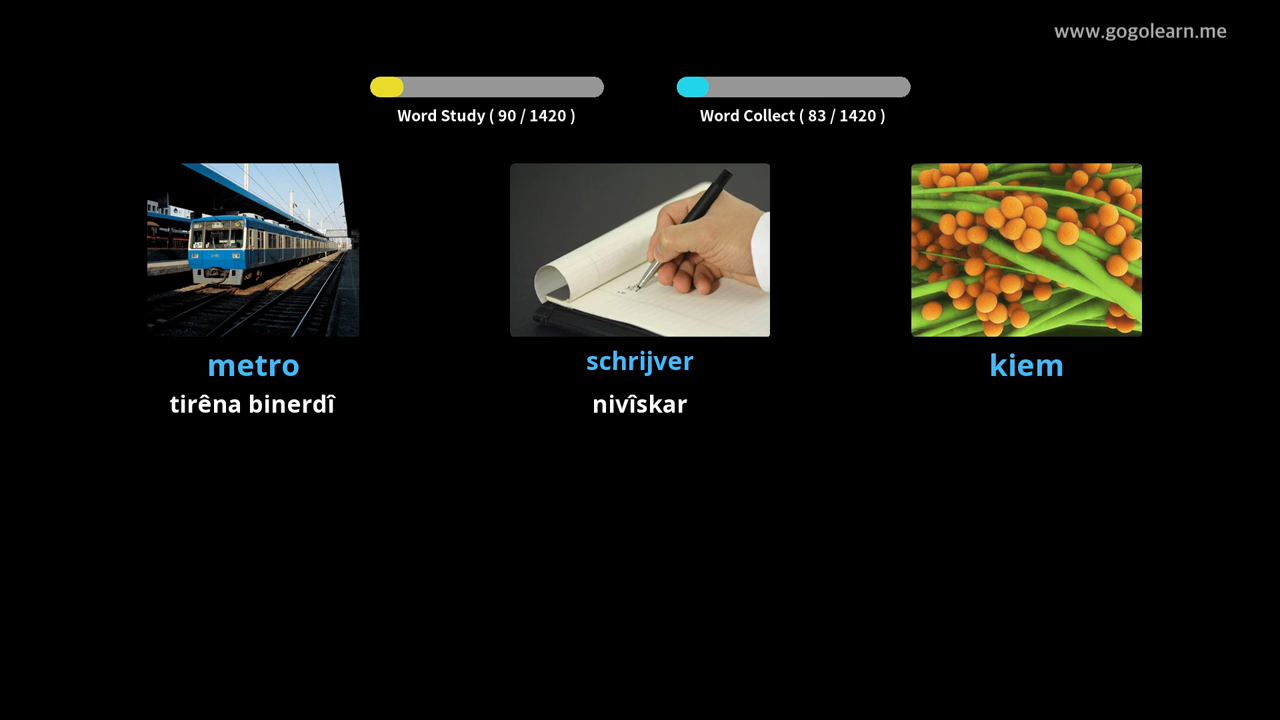 www.gogolearn.me
Word Study ( 90 / 1420 )
Word Collect ( 83 / 1420 )
metro
schrijver
kiem
tirêna binerdî
nivîskar